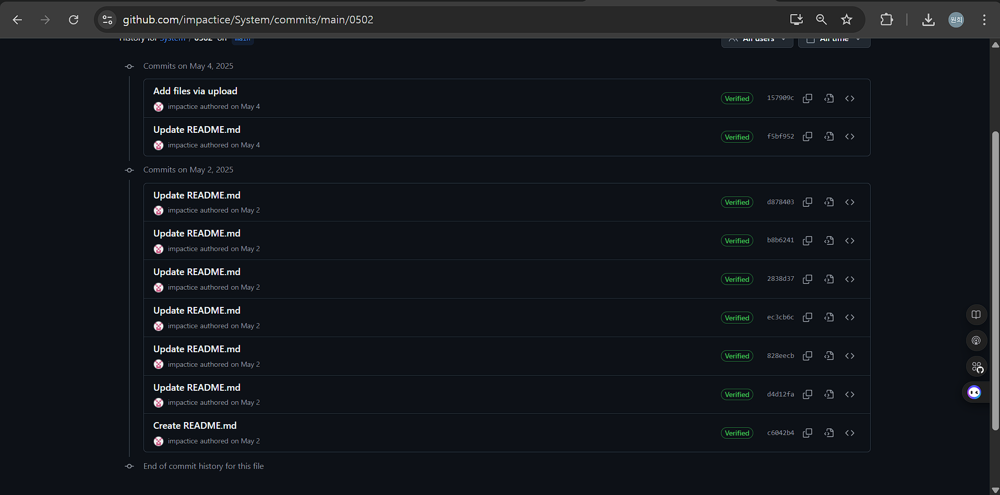 github.com/impactice/System/commits/main/0502
원희
History for System / 0502 on main
All users
All time
Commits on May 4, 2025
Add files via upload
impactice authored on May 4
Verified
157909c
Update README.md
impactice authored on May 4
Verified
f5bf952
Commits on May 2, 2025
Update README.md
impactice authored on May 2
Verified
d878403
Update README.md
impactice authored on May 2
Verified
b8b6241
Update README.md
impactice authored on May 2
Verified
2838d37
Update README.md
impactice authored on May 2
Verified
ec3cb6c
Update README.md
impactice authored on May 2
Verified
828eecb
Update README.md
impactice authored on May 2
Verified
d4d12fa
Create README.md
impactice authored on May 2
Verified
c6042b4
End of commit history for this file